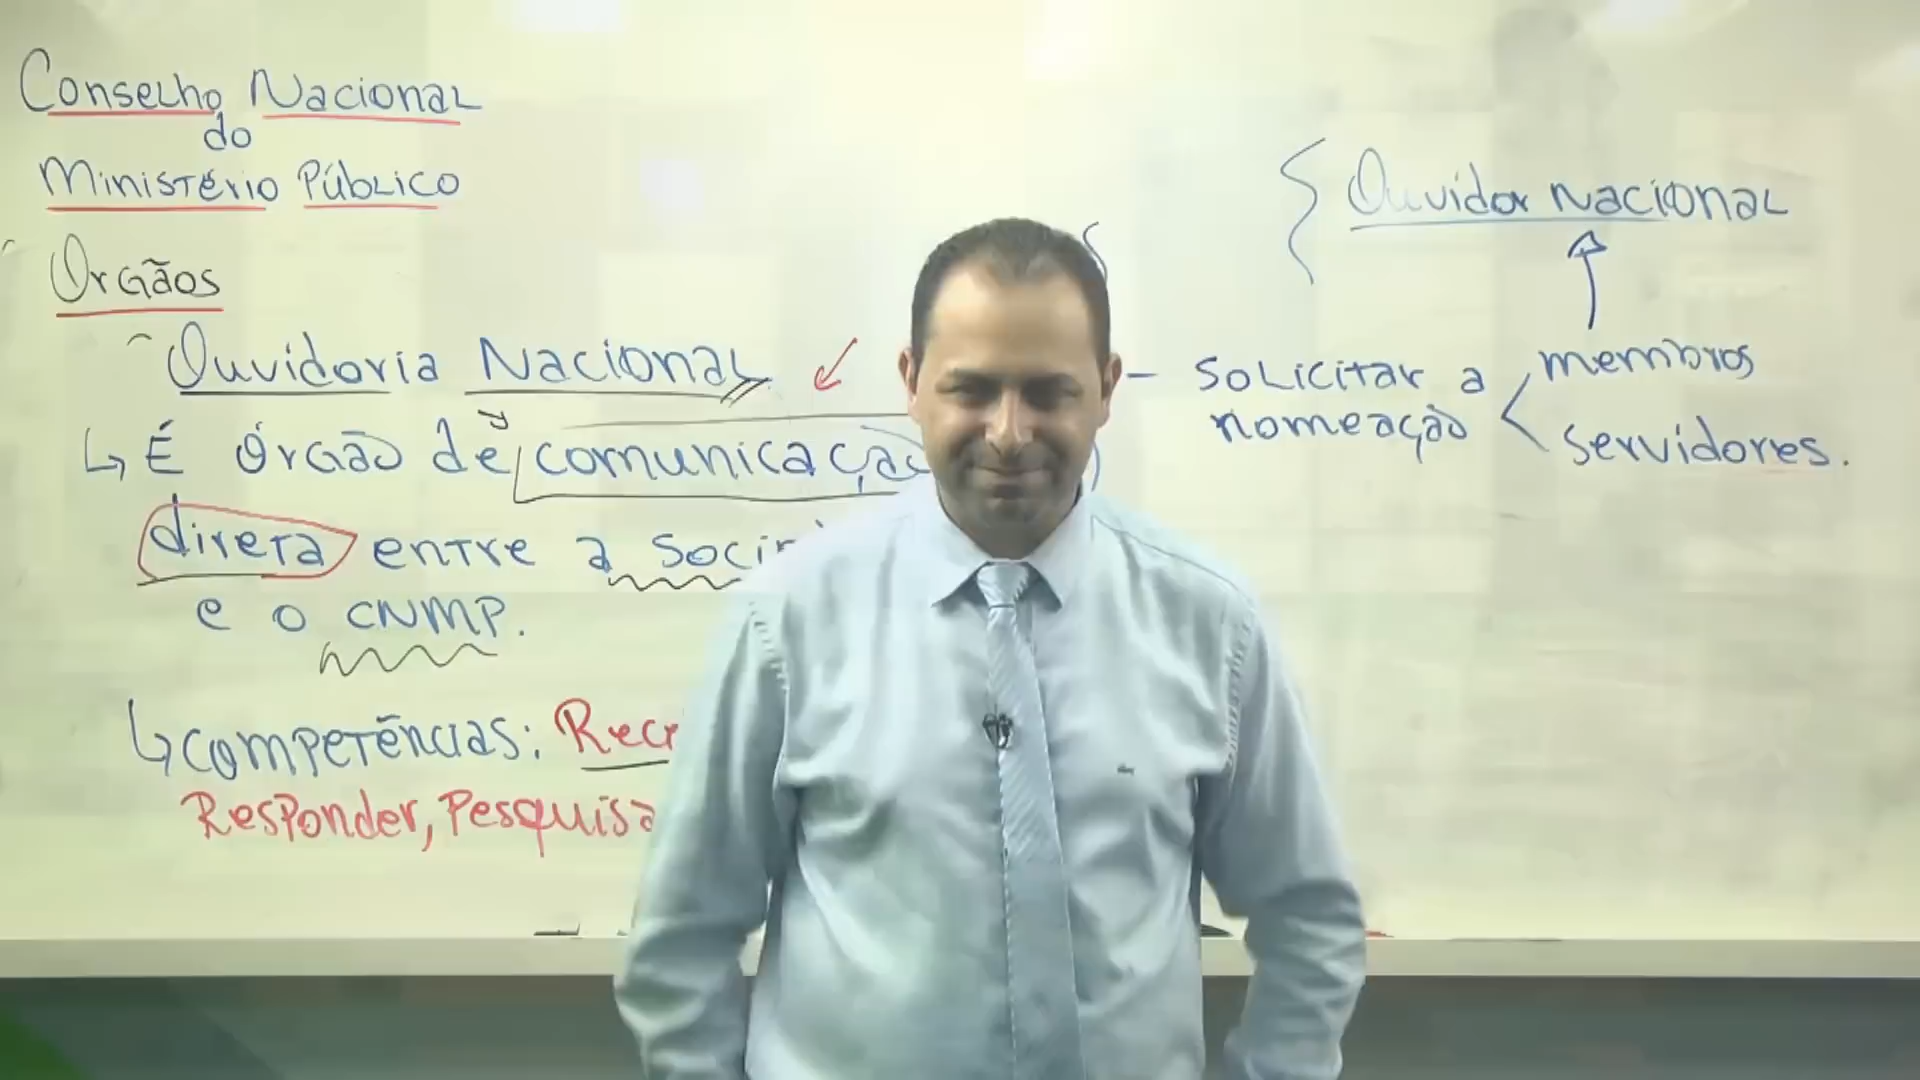 Conselho Nacional
do
Ministério Público
Órgãos
Ouvidoria Nacional
É órgão de comunicação
direta entre a
e o CNMP.
Competências:
Responder,
Ouvidor Nacional
- Solicitar a
nomeação
membros
servidores.